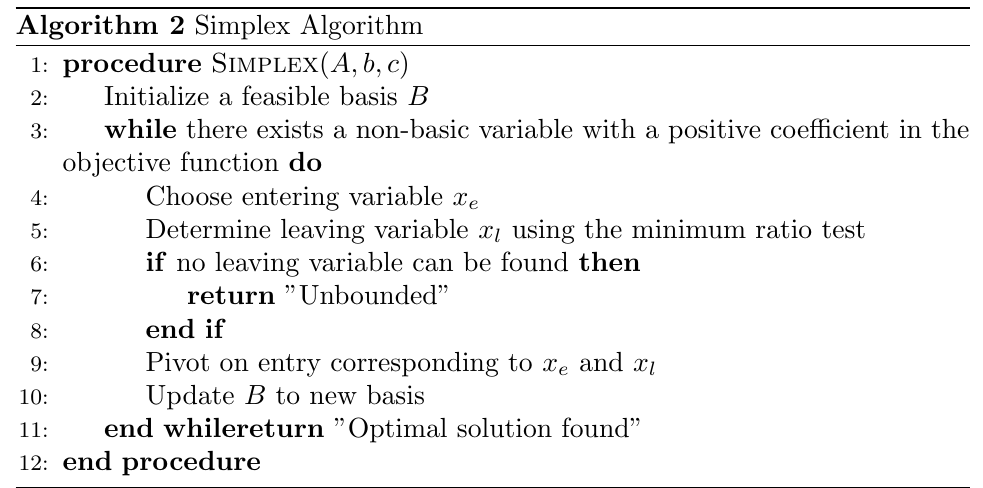 Algorithm 2 Simplex Algorithm
1: procedure SIMPLEX(A, b, c)
2: Initialize a feasible basis B
3: while there exists a non-basic variable with a positive coefficient in the
objective function do
4: Choose entering variable x_e
5: Determine leaving variable x_l using the minimum ratio test
6: if no leaving variable can be found then
7: return ”Unbounded”
8: end if
9: Pivot on entry corresponding to x_e and x_l
10: Update B to new basis
11: end whilereturn ”Optimal solution found”
12: end procedure